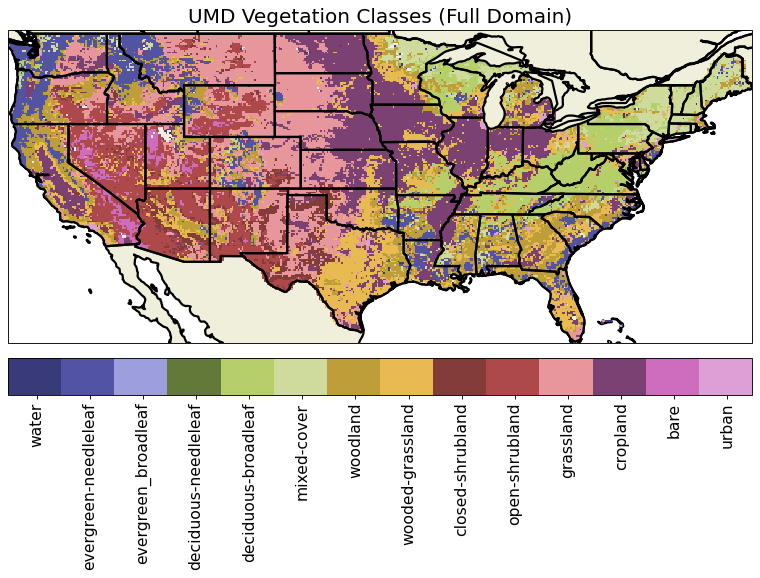 UMD Vegetation Classes (Full Domain)
water
evergreen-needleleaf
evergreen_broadleaf
deciduous-needleleaf
deciduous-broadleaf
mixed-cover
woodland
wooded-grassland
closed-shrubland
open-shrubland
grassland
cropland
bare
urban